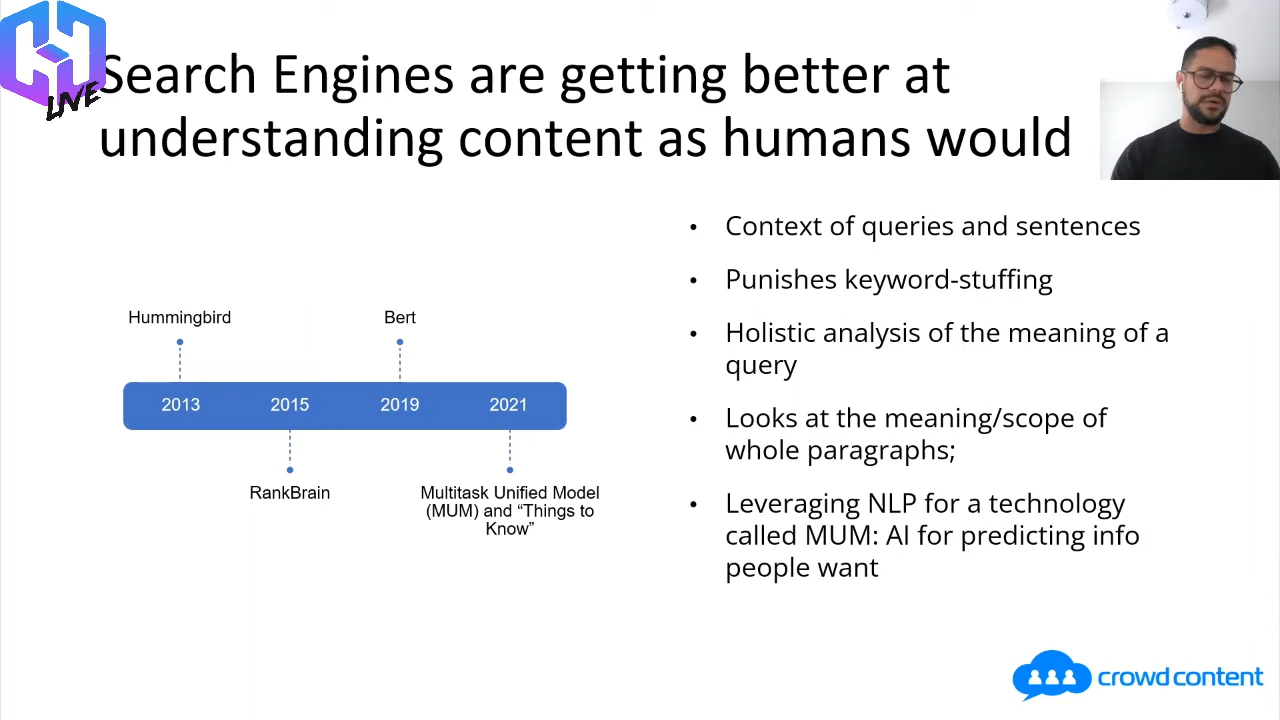 LIVE
Search Engines are getting better at
understanding content as humans would
Hummingbird
Bert
2013
2015
2019
2021
RankBrain
Multitask Unified Model
(MUM) and “Things to
Know”
• Context of queries and sentences
• Punishes keyword-stuffing
• Holistic analysis of the meaning of a
query
• Looks at the meaning/scope of
whole paragraphs;
• Leveraging NLP for a technology
called MUM: AI for predicting info
people want
crowd content